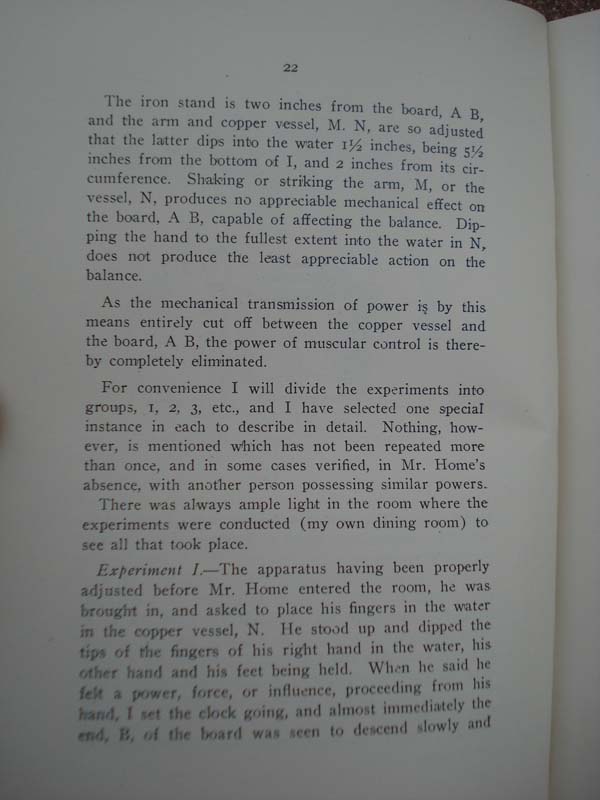 22
The iron stand is two inches from the board, A B,
and the arm and copper vessel, M. N, are so adjusted
that the latter dips into the water 1½ inches, being 5½
inches from the bottom of I, and 2 inches from its cir-
cumference. Shaking or striking the arm, M, or the
vessel, N, produces no appreciable mechanical effect on
the board, A B, capable of affecting the balance. Dip-
ping the hand to the fullest extent into the water in N,
does not produce the least appreciable action on the
balance.
As the mechanical transmission of power is by this
means entirely cut off between the copper vessel and
the board, A B, the power of muscular control is there-
by completely eliminated.
For convenience I will divide the experiments into
groups, 1, 2, 3, etc., and I have selected one special
instance in each to describe in detail. Nothing, how-
ever, is mentioned which has not been repeated more
than once, and in some cases verified, in Mr. Home's
absence, with another person possessing similar powers.
There was always ample light in the room where the
experiments were conducted (my own dining room) to
see all that took place.
Experiment I.—The apparatus having been properly
adjusted before Mr. Home entered the room, he was
brought in, and asked to place his fingers in the water
in the copper vessel, N. He stood up and dipped the
tips of the fingers of his right hand in the water, his
other hand and his feet being held. When he said he
felt a power, force, or influence, proceeding from his
hand, I set the clock going, and almost immediately the
end, B, of the board was seen to descend slowly and